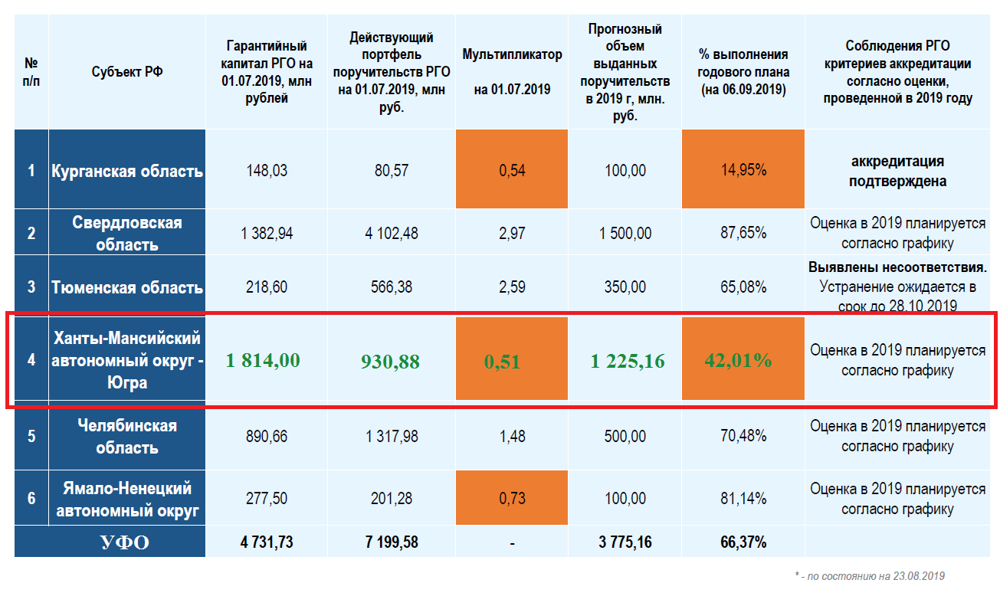 №
п/п
Субъект РФ
Гарантийный
капитал РГО на
01.07.2019, млн
рублей
Действующий
портфель
поручительств РГО
на 01.07.2019, млн
руб.
Мультипликатор
на 01.07.2019
Прогнозный
объем
выданных
поручительств
в 2019 г, млн.
руб.
% выполнения
годового плана
(на 06.09.2019)
Соблюдения РГО
критериев аккредитации
согласно оценки,
проведенной в 2019 году
1
Курганская область
148,03
80,57
0,54
100,00
14,95%
аккредитация
подтверждена
2
Свердловская
область
1 382,94
4 102,48
2,97
1 500,00
87,65%
Оценка в 2019 планируется
согласно графику
3
Тюменская область
218,60
566,38
2,59
350,00
65,08%
Выявлены несоответствия.
Устранение ожидается в
срок до 28.10.2019
4
Ханты-Мансийский
автономный округ -
Югра
1 814,00
930,88
0,51
1 225,16
42,01%
Оценка в 2019 планируется
согласно графику
5
Челябинская
область
890,66
1 317,98
1,48
500,00
70,48%
Оценка в 2019 планируется
согласно графику
6
Ямало-Ненецкий
автономный округ
277,50
201,28
0,73
100,00
81,14%
Оценка в 2019 планируется
согласно графику
УФО
4 731,73
7 199,58
-
3 775,16
66,37%
* - по состоянию на 23.08.2019